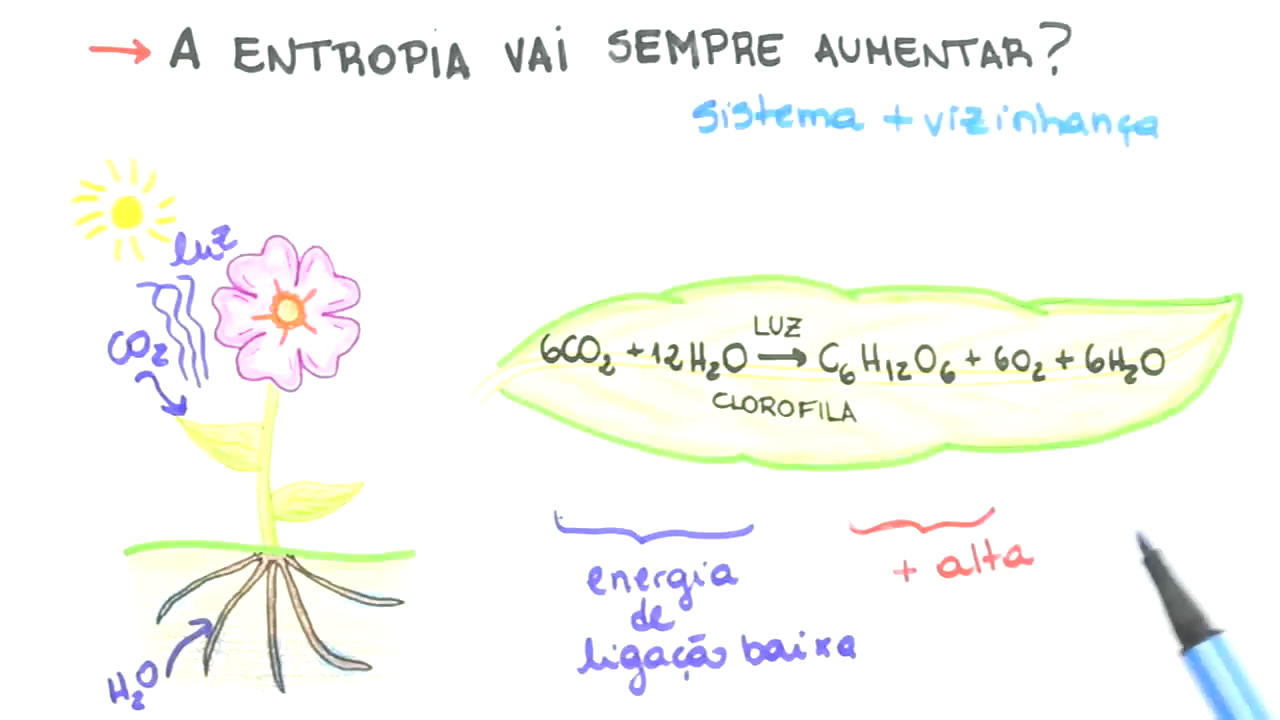 → A ENTROPIA VAI SEMPRE AUMENTAR?
sistema + vizinhança
luz
CO₂
H₂O
LUZ
6CO₂ + 12H₂O → C₆H₁₂O₆ + 6O₂ + 6H₂O
CLOROFILA
energia
de
ligação baixa
+ alta